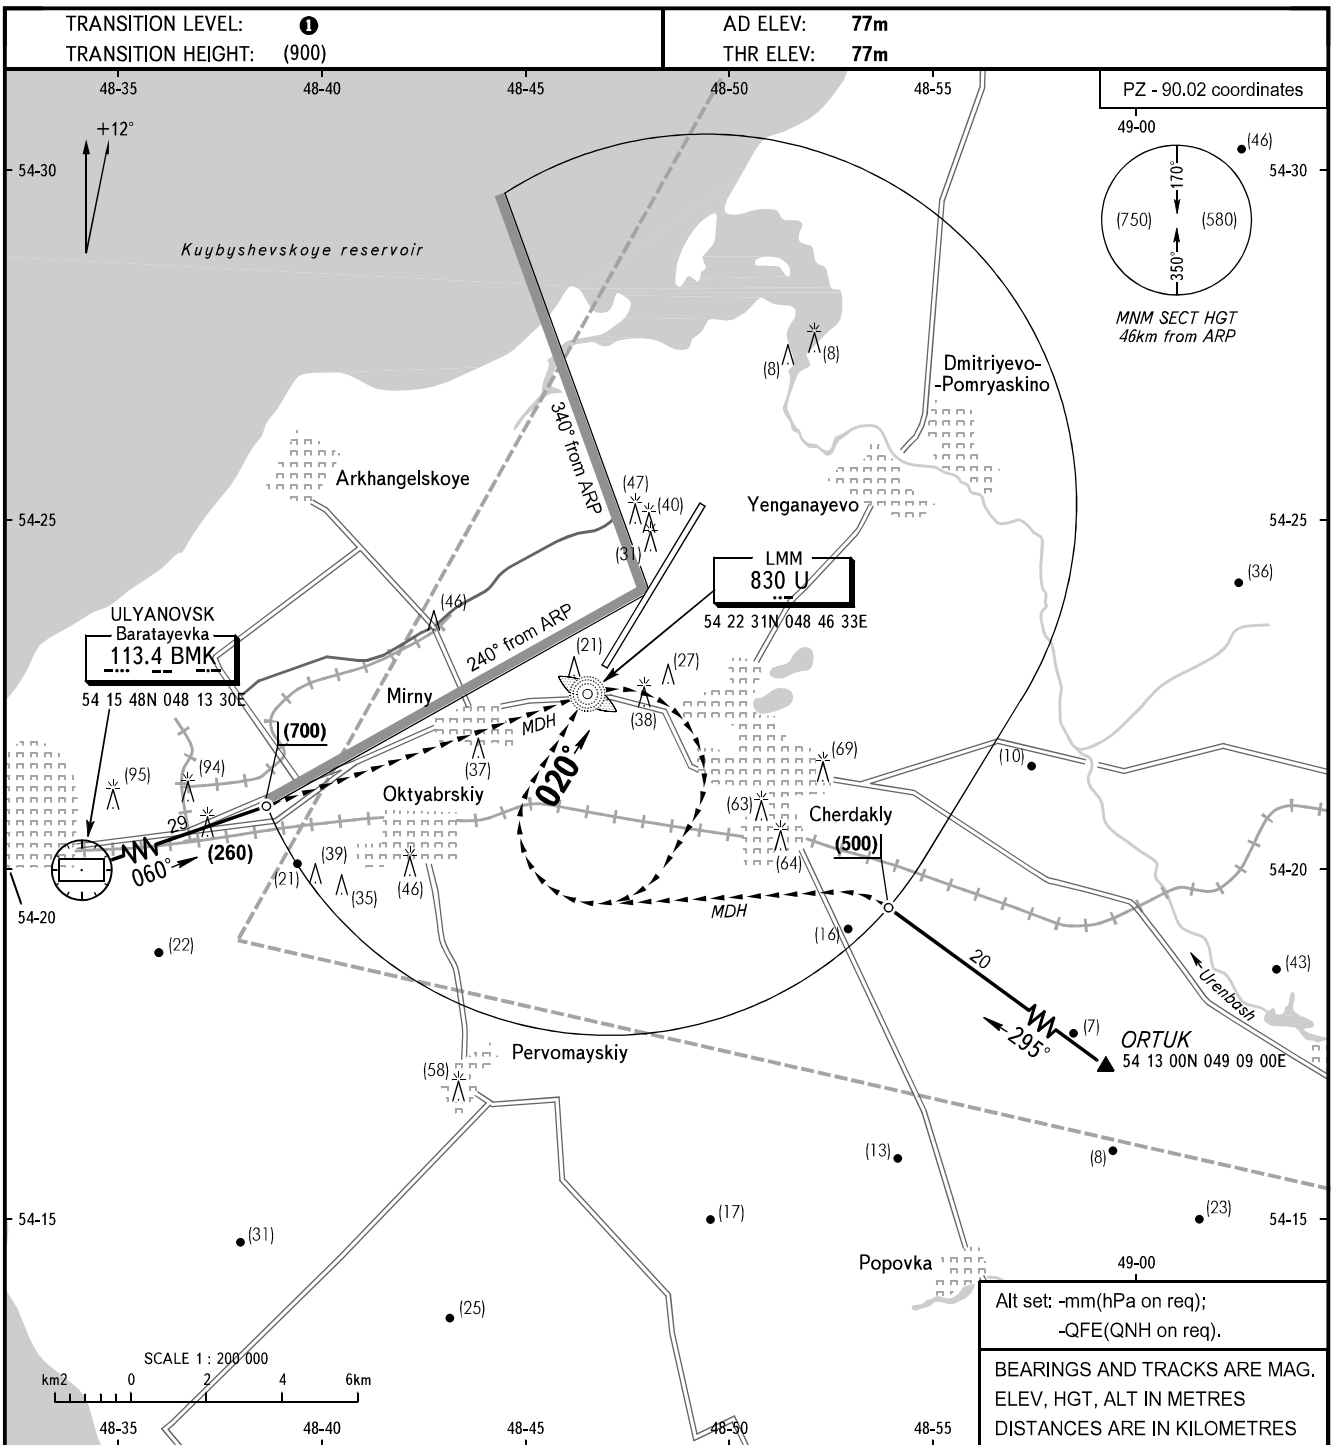 TRANSITION LEVEL: ❶
TRANSITION HEIGHT: (900)
AD ELEV: 77m
THR ELEV: 77m
48-35 48-40 48-45 48-50 48-55
PZ - 90.02 coordinates
49-00
+12°
(46)
54-30
54-30
170°
(750) (580)
350°
MNM SECT HGT
46km from ARP
Kuybyshevskoye reservoir
(8) (8)
Dmitriyevo-
-Pomryaskino
340° from ARP
Arkhangelskoye
(47)
(40)
(31)
Yenganayevo
54-25
54-25
LMM
830 U
54 22 31N 048 46 33E
(36)
ULYANOVSK
Baratayevka
113.4 BMK
54 15 48N 048 13 30E
(46)
240° from ARP
(21)
(27)
(38)
Mirny
(700)
MDH
(37)
020°
(95)
(94)
(69)
(10)
Oktyabrskiy
(63)
Cherdakly
(64)
(500)
29
(260)
060°
(39)
(21)
(35)
(46)
54-20
54-20
MDH
(16)
(22)
20
(43)
Urenbash
(7)
295°
ORTUK
54 13 00N 049 09 00E
Pervomayskiy
(58)
(13)
(8)
54-15
(17)
(23)
54-15
(31)
Popovka
49-00
(25)
Alt set: -mm(hPa on req);
-QFE(QNH on req).
SCALE 1 : 200 000
km2 0 2 4 6km
BEARINGS AND TRACKS ARE MAG.
ELEV, HGT, ALT IN METRES
DISTANCES ARE IN KILOMETRES
48-35 48-40 48-45 48-50 48-55